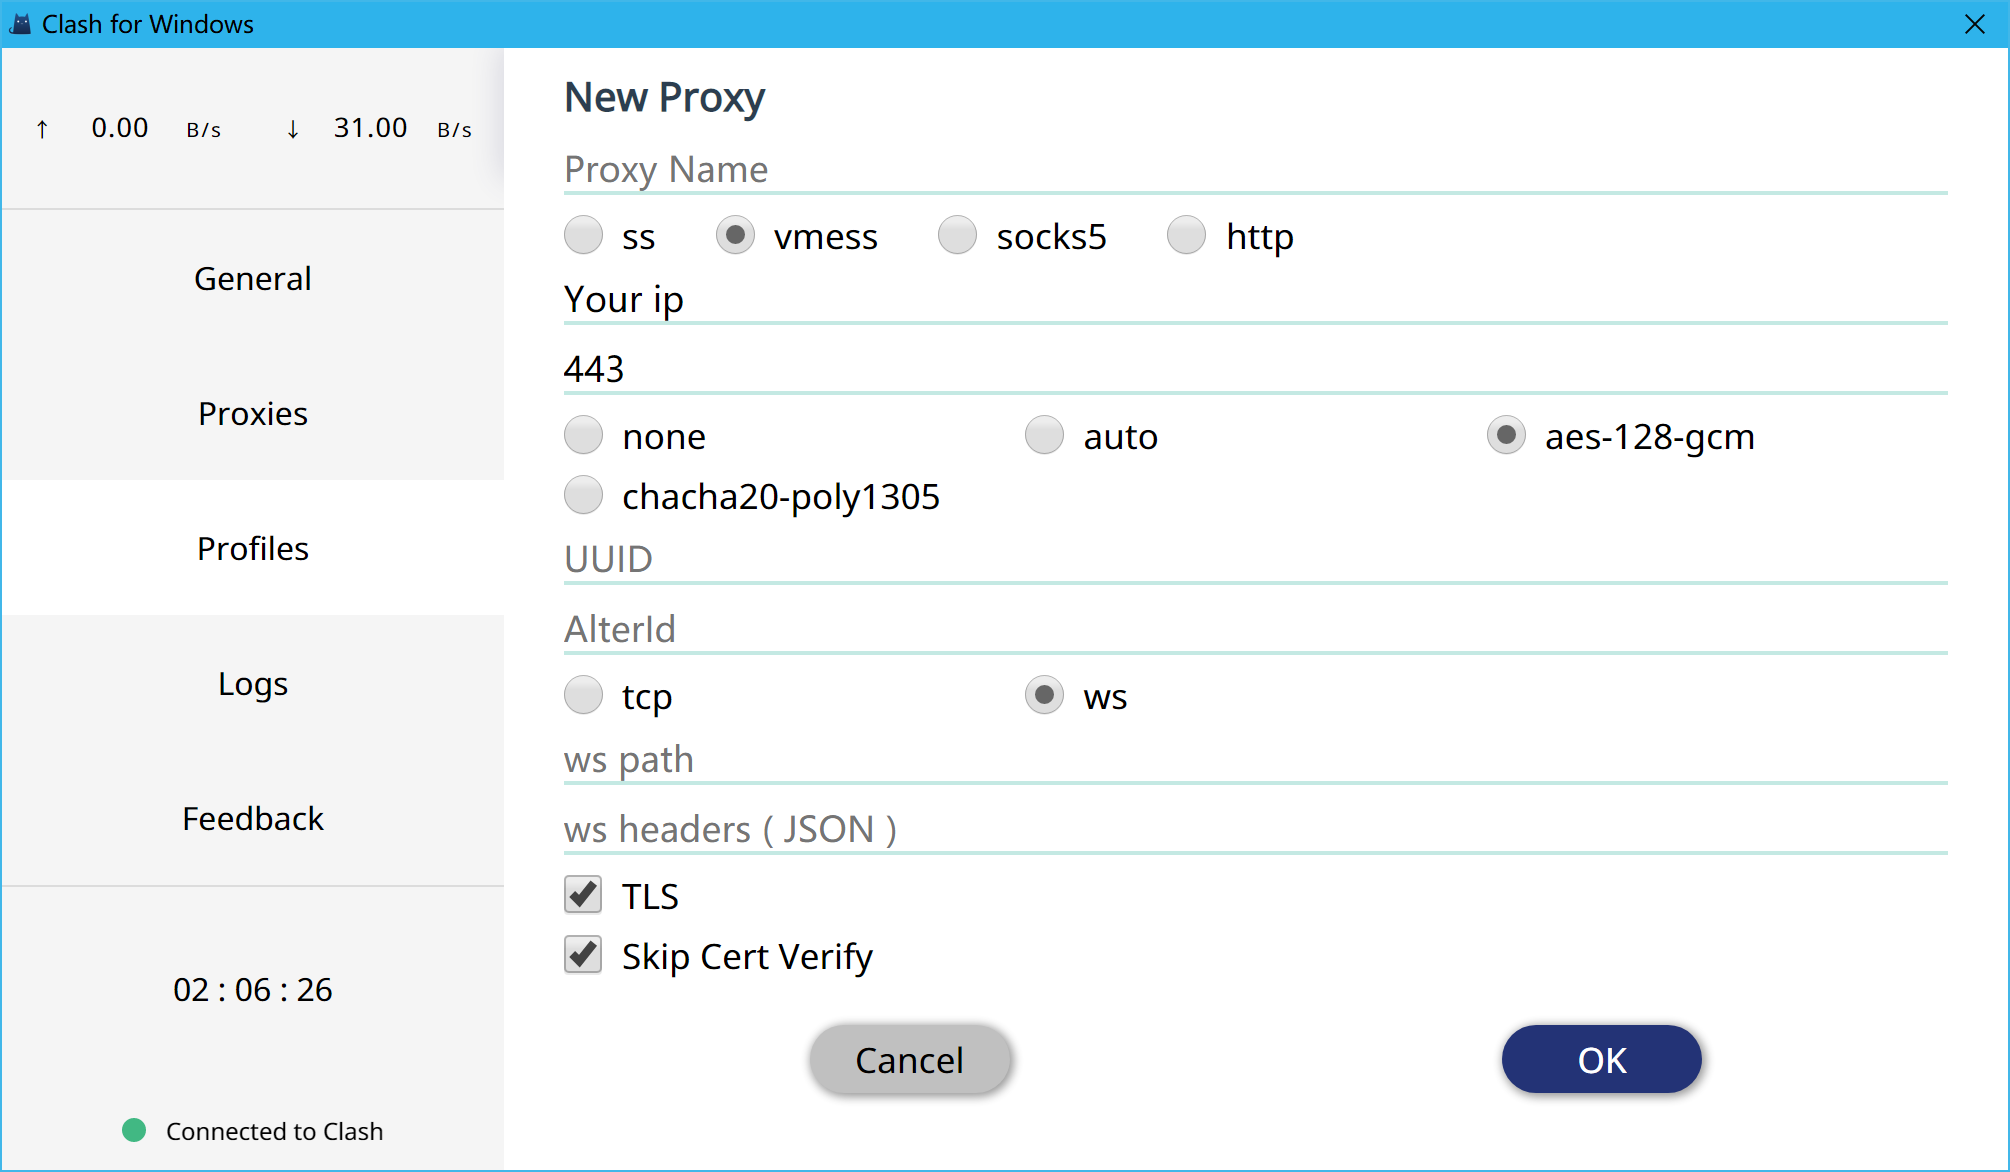 Clash for Windows
↑ 0.00 B/s ↓ 31.00 B/s
General
Proxies
Profiles
Logs
Feedback
02 : 06 : 26
Connected to Clash
New Proxy
Proxy Name
ss vmess socks5 http
Your ip
443
none auto aes-128-gcm
chacha20-poly1305
UUID
AlterId
tcp ws
ws path
ws headers ( JSON )
TLS
Skip Cert Verify
Cancel OK